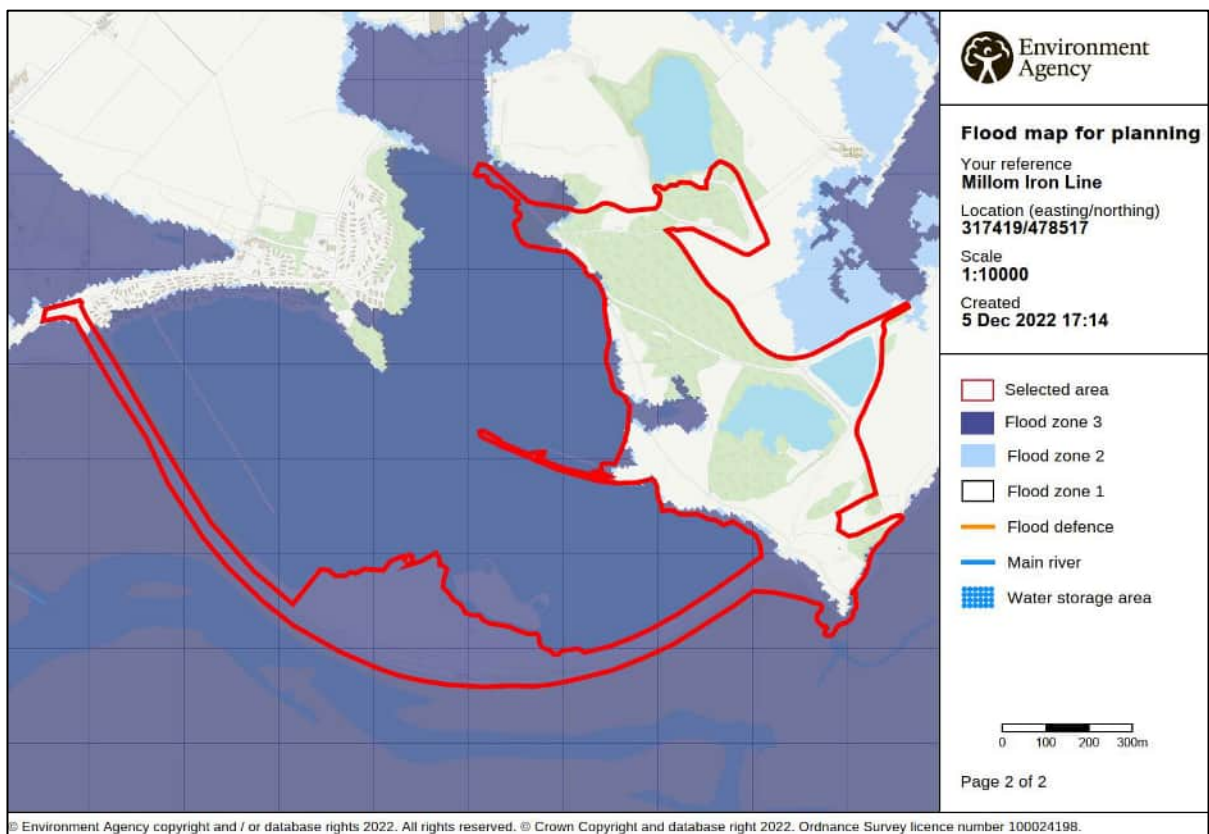 Environment
Agency
Flood map for planning
Your reference
Millom Iron Line
Location (easting/northing)
317419/478517
Scale
1:10000
Created
5 Dec 2022 17:14
Selected area
Flood zone 3
Flood zone 2
Flood zone 1
Flood defence
Main river
Water storage area
0 100 200 300m
Page 2 of 2
© Environment Agency copyright and / or database rights 2022. All rights reserved. © Crown Copyright and database right 2022. Ordnance Survey licence number 100024198.